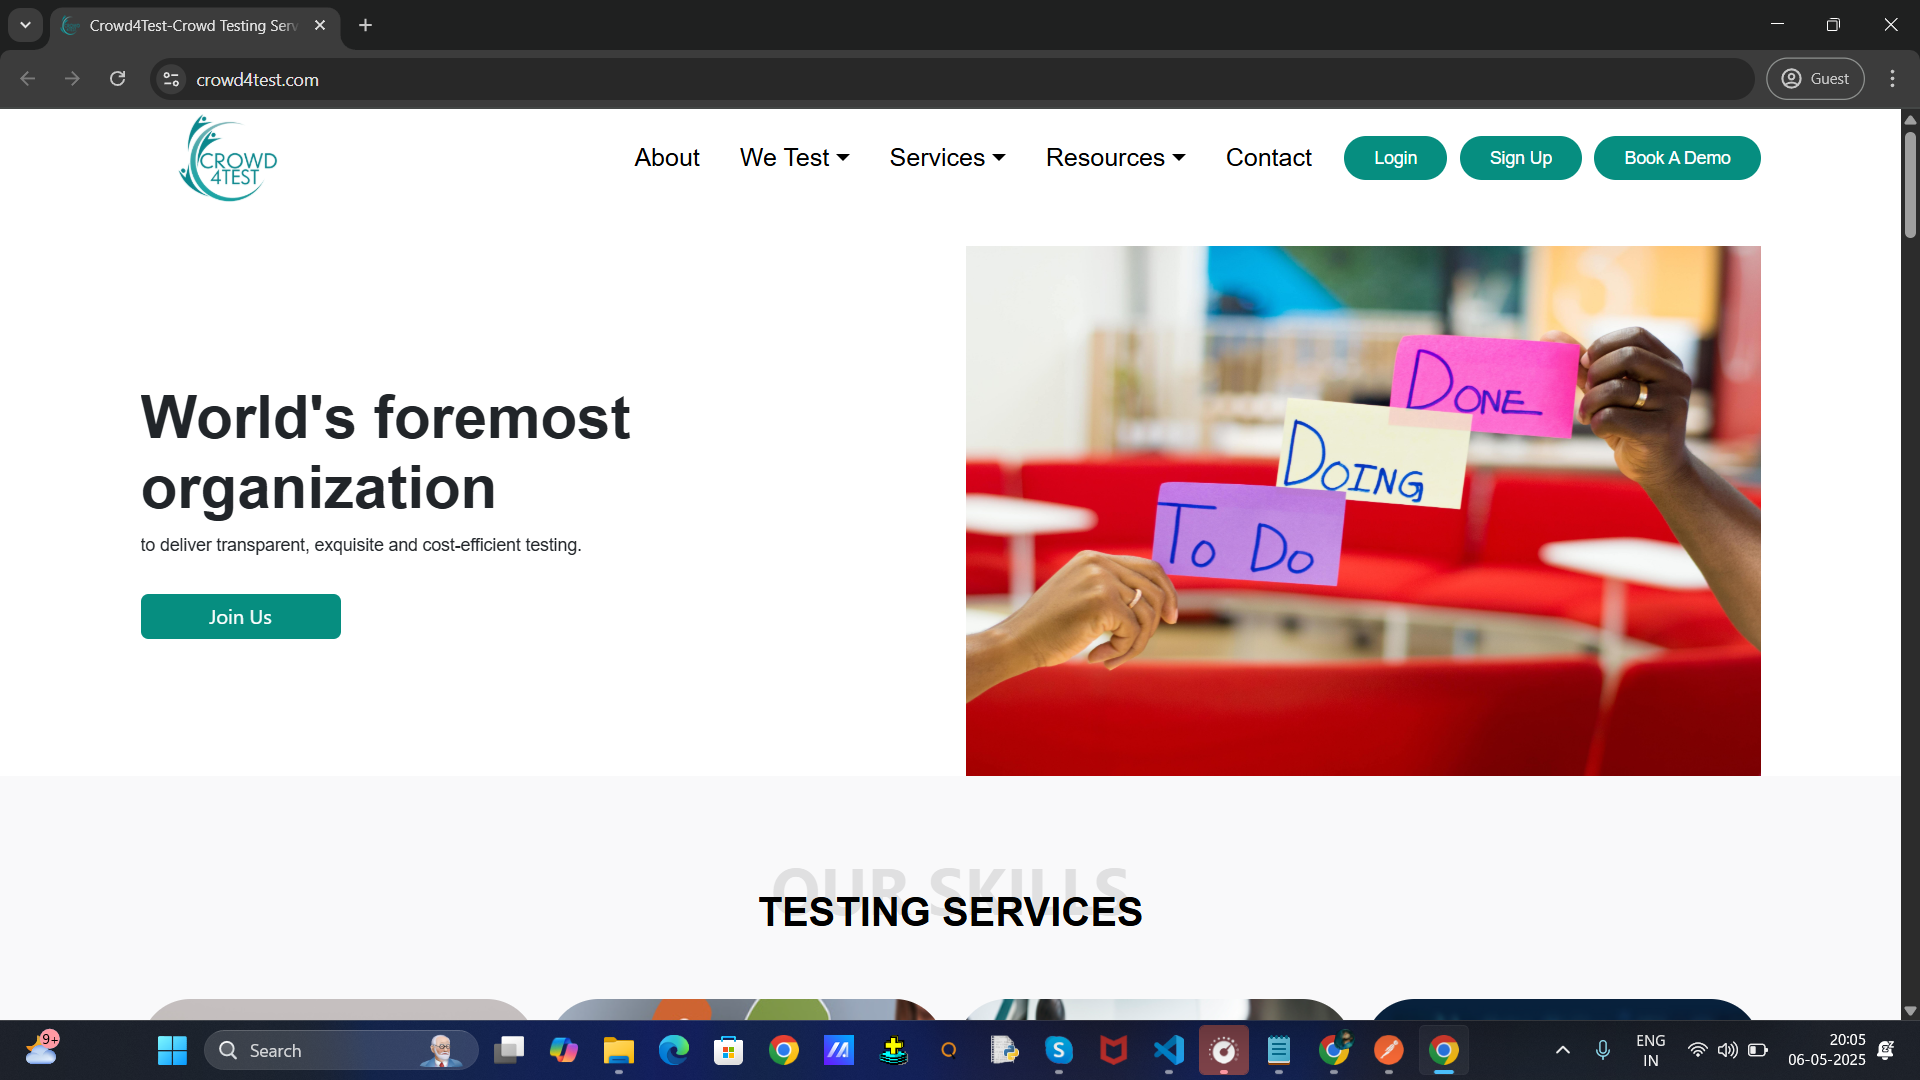 Crowd4Test-Crowd Testing Serv
crowd4test.com
Guest
CROWD
4TEST
About
We Test
Services
Resources
Contact
Login
Sign Up
Book A Demo
World's foremost
organization
to deliver transparent, exquisite and cost-efficient testing.
Join Us
DONE
DOING
TO DO
OUR SKILLS
TESTING SERVICES
9+
Search
ENG
IN
20:05
06-05-2025